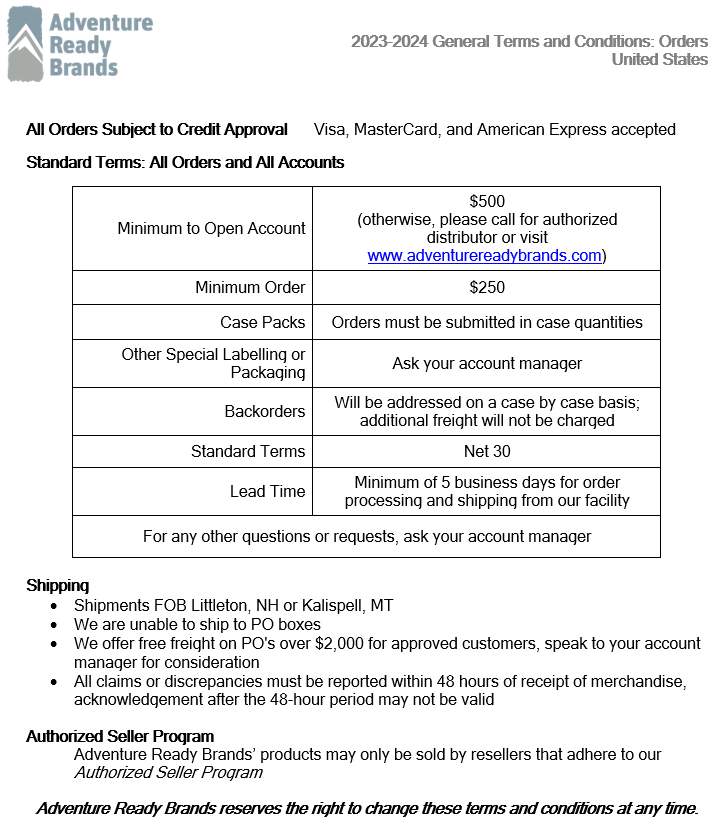 Adventure
Ready
Brands
2023-2024 General Terms and Conditions: Orders
United States
All Orders Subject to Credit Approval Visa, MasterCard, and American Express accepted
Standard Terms: All Orders and All Accounts
Minimum to Open Account
$500
(otherwise, please call for authorized
distributor or visit
www.adventurereadybrands.com)
Minimum Order
$250
Case Packs
Orders must be submitted in case quantities
Other Special Labelling or
Packaging
Ask your account manager
Backorders
Will be addressed on a case by case basis;
additional freight will not be charged
Standard Terms
Net 30
Lead Time
Minimum of 5 business days for order
processing and shipping from our facility
For any other questions or requests, ask your account manager
Shipping
• Shipments FOB Littleton, NH or Kalispell, MT
• We are unable to ship to PO boxes
• We offer free freight on PO's over $2,000 for approved customers, speak to your account
manager for consideration
• All claims or discrepancies must be reported within 48 hours of receipt of merchandise,
acknowledgement after the 48-hour period may not be valid
Authorized Seller Program
Adventure Ready Brands' products may only be sold by resellers that adhere to our
Authorized Seller Program
Adventure Ready Brands reserves the right to change these terms and conditions at any time.